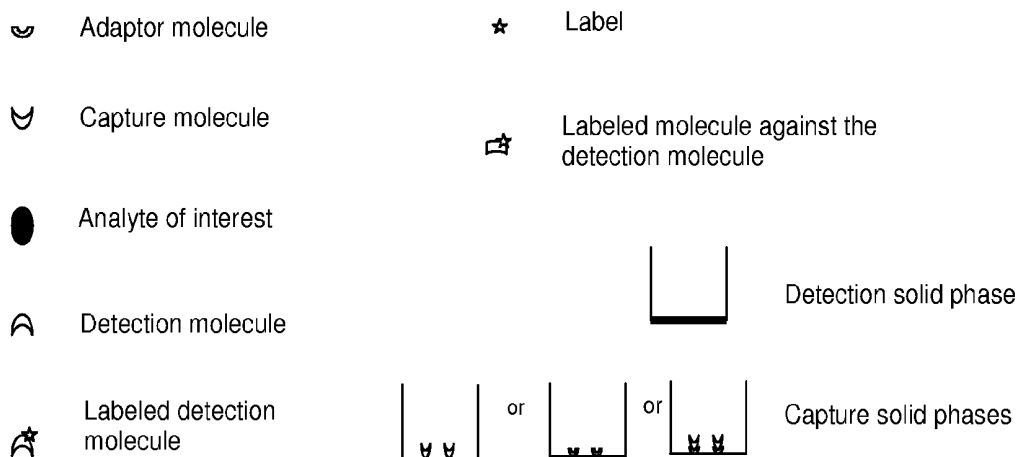 Adaptor molecule
Label
Capture molecule
Labeled molecule against the
detection molecule
Analyte of interest
Detection solid phase
Detection molecule
Labeled detection
molecule
or
or
Capture solid phases